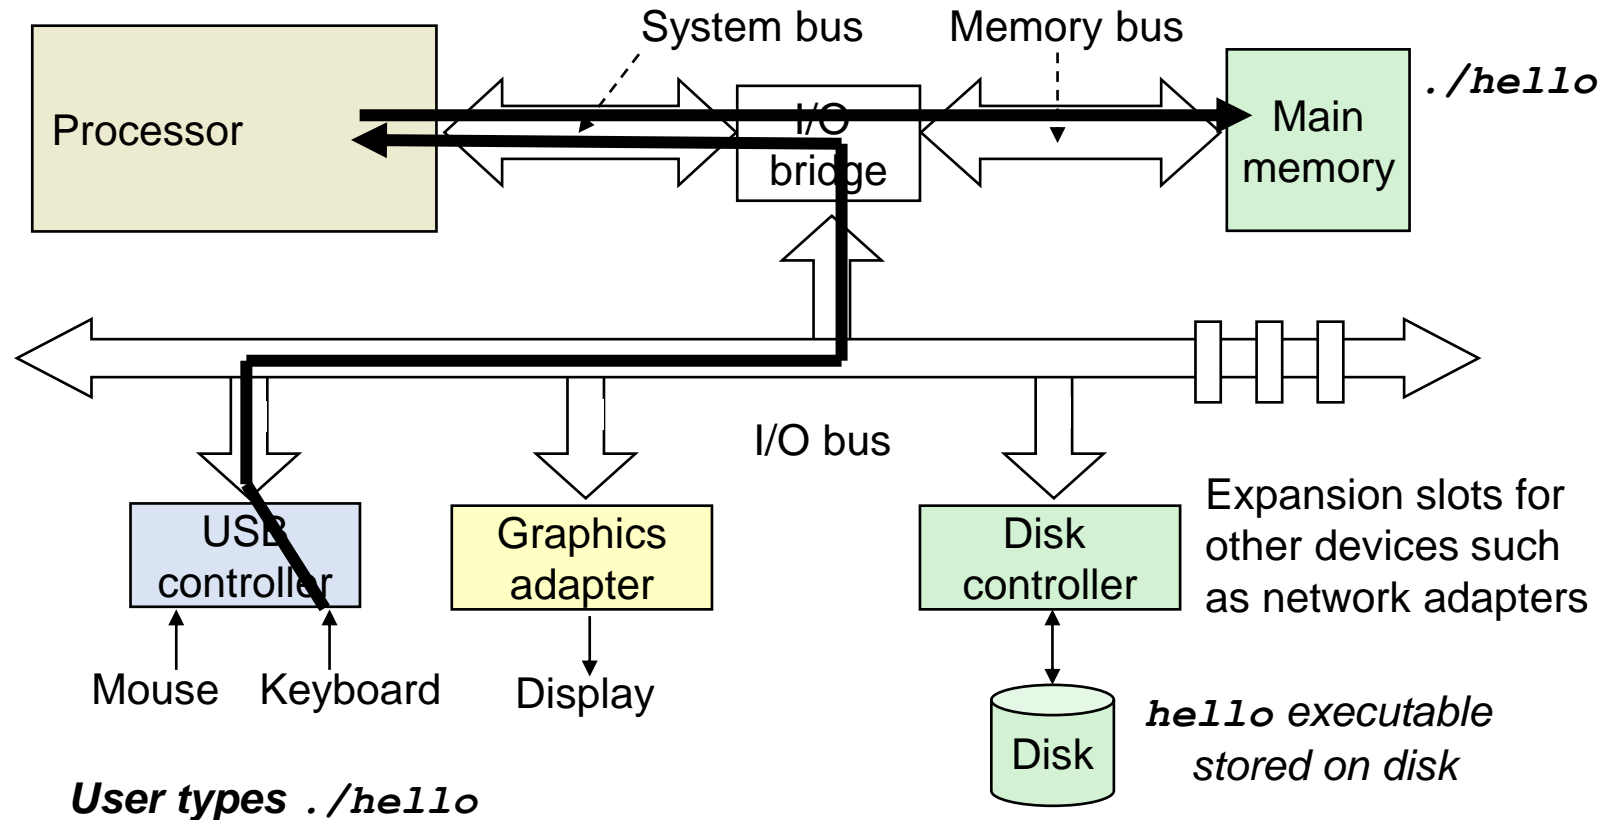 System bus
Memory bus
Processor
I/O
bridge
Main
memory
./hello
I/O bus
USB
controller
Graphics
adapter
Disk
controller
Expansion slots for
other devices such
as network adapters
Mouse
Keyboard
Display
Disk
hello executable
stored on disk
User types ./hello